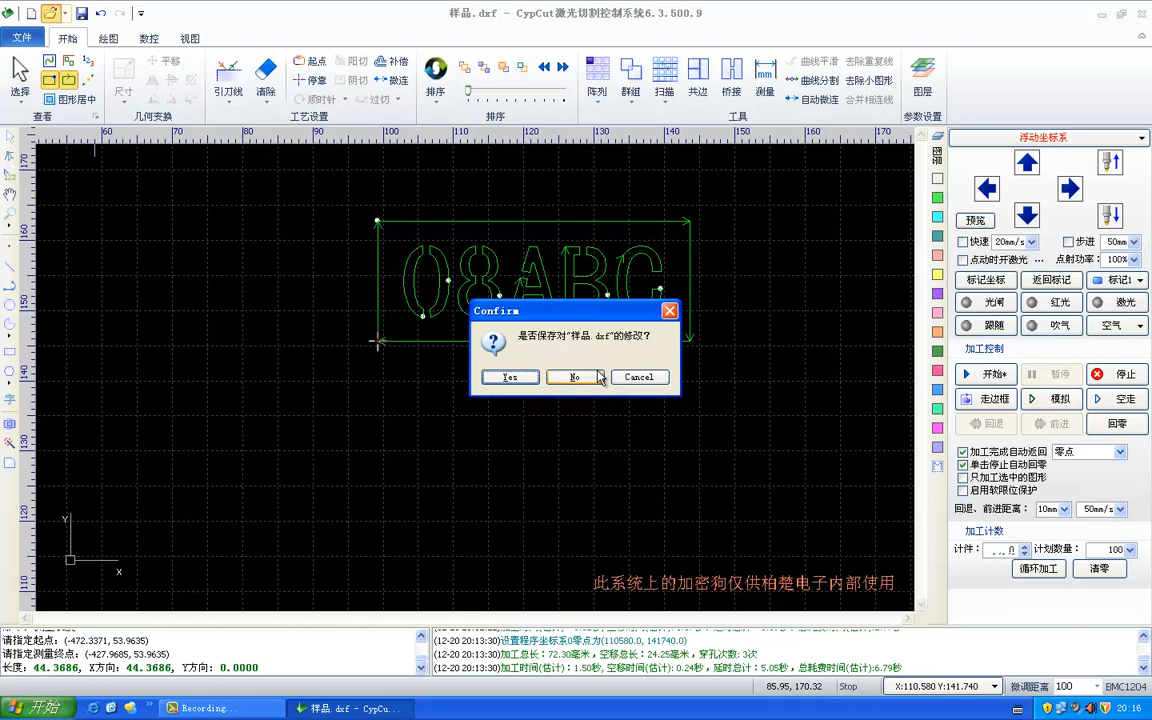 样品.dxf - CypCut激光切割控制系统6.3.500.9
文件 开始 绘图 数控 视图
选择
图形居中
查看
尺寸
平移
几何变换
引刀线
清除
起点 阳切 补偿
停靠 阴切 微连
顺时针 过切
工艺设置
排序
排序
阵列
群组
扫描
共边
桥接
测量
曲线平滑 去除重复线
曲线分割 去除小图形
自动微连 合并相连线
工具
图层
参数设置
60 70 80 90 100 110 120 130 140 150 160 170
170
160
150
140
130
120
110
08ABC
Confirm
是否保存对"样品.dxf"的修改?
Yes No Cancel
Y
X
此系统上的加密狗仅供柏楚电子内部使用
图层
浮动坐标系
预览
快速 20mm/s 步进 50mm
点动时开激光 ... 点射功率: 100%
标记坐标 返回标记 标记1
光闸 红光 激光
跟随 吹气 空气
加工控制
开始* 暂停 停止
走边框 模拟 空走
回退 前进 回零
加工完成自动返回 零点
单击停止自动回零
只加工选中的图形
启用软限位保护
回退、前进距离: 10mm 50mm/s
加工计数
计件: 计划数量: 100
循环加工 清零
请指定起点: (-472.3371, 53.9635)
请指定测量终点: (-427.9685, 53.9635)
长度: 44.3686, X方向: 44.3686, Y方向: 0.0000
(12-20 20:13:30)设置程序坐标系0零点为(110580.0, 141740.0)
(12-20 20:13:30)加工总长: 72.30毫米, 空移总长: 24.25毫米, 穿孔次数: 3次
(12-20 20:13:30)加工时间(估计): 1.50秒, 空移时间(估计): 0.24秒, 延时总计: 5.05秒, 总耗费时间(估计)6.79秒
85.95, 170.32 Stop X:110.580 Y:141.740 微调距离 100 BMC1204
开始 Recording... 样品.dxf - CypCu... 20:16